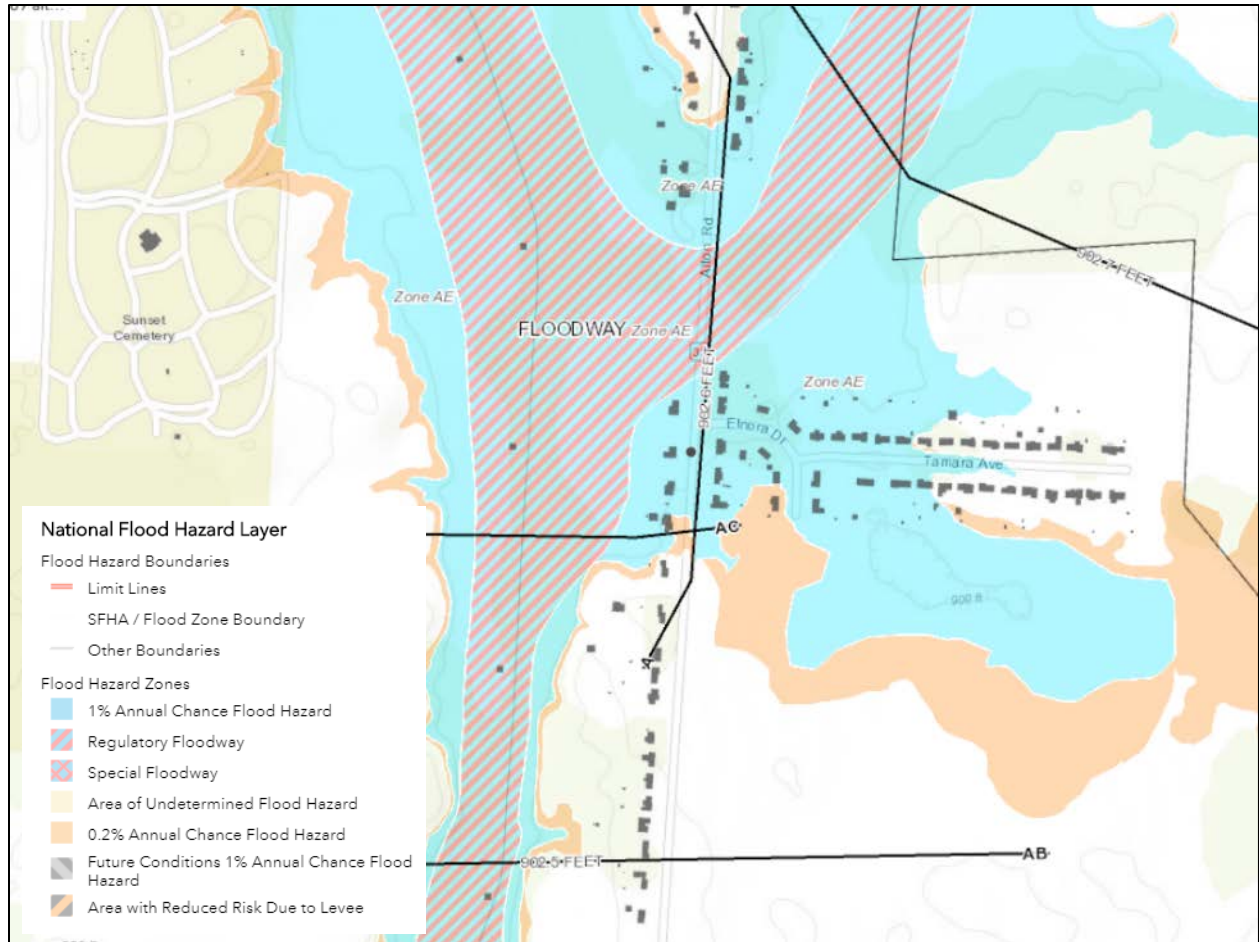 Zone AE
Alton Rd
902.7 FEET
Zone AE
Sunset
Cemetery
FLOODWAY Zone AE
902.6 FEET
Zone AE
Elnora Dr
Tamara Ave
AC
900 ft
902.5 FEET
AB
National Flood Hazard Layer
Flood Hazard Boundaries
Limit Lines
SFHA / Flood Zone Boundary
Other Boundaries
Flood Hazard Zones
1% Annual Chance Flood Hazard
Regulatory Floodway
Special Floodway
Area of Undetermined Flood Hazard
0.2% Annual Chance Flood Hazard
Future Conditions 1% Annual Chance Flood
Hazard
Area with Reduced Risk Due to Levee